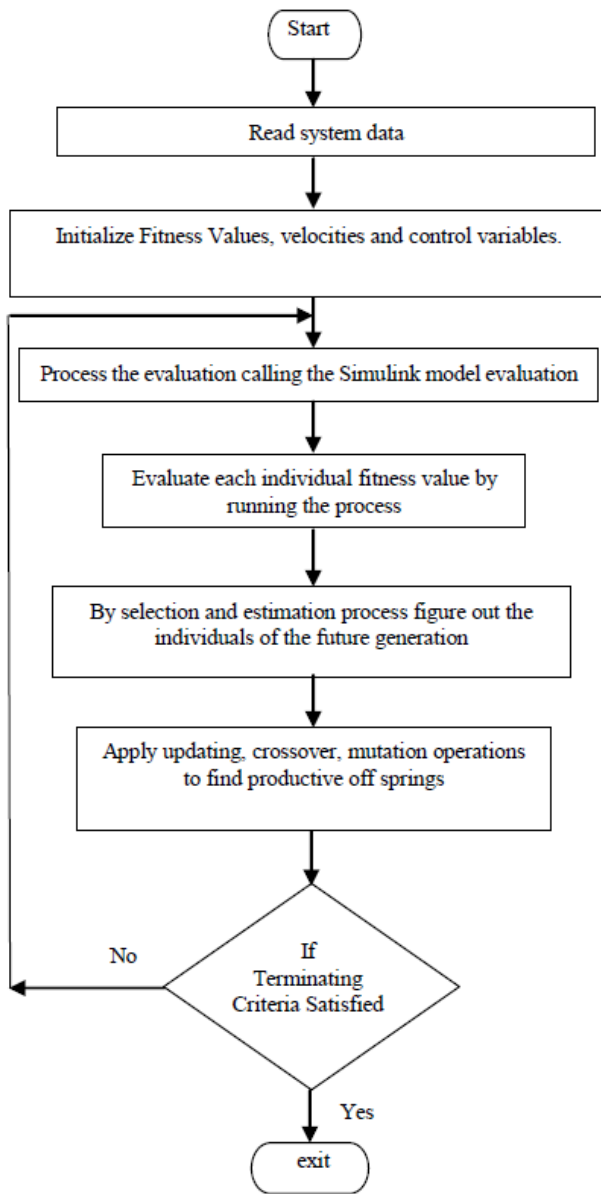 Start
Read system data
Initialize Fitness Values, velocities and control variables.
Process the evaluation calling the Simulink model evaluation
Evaluate each individual fitness value by
running the process
By selection and estimation process figure out the
individuals of the future generation
Apply updating, crossover, mutation operations
to find productive off springs
No
If
Terminating
Criteria Satisfied
Yes
exit